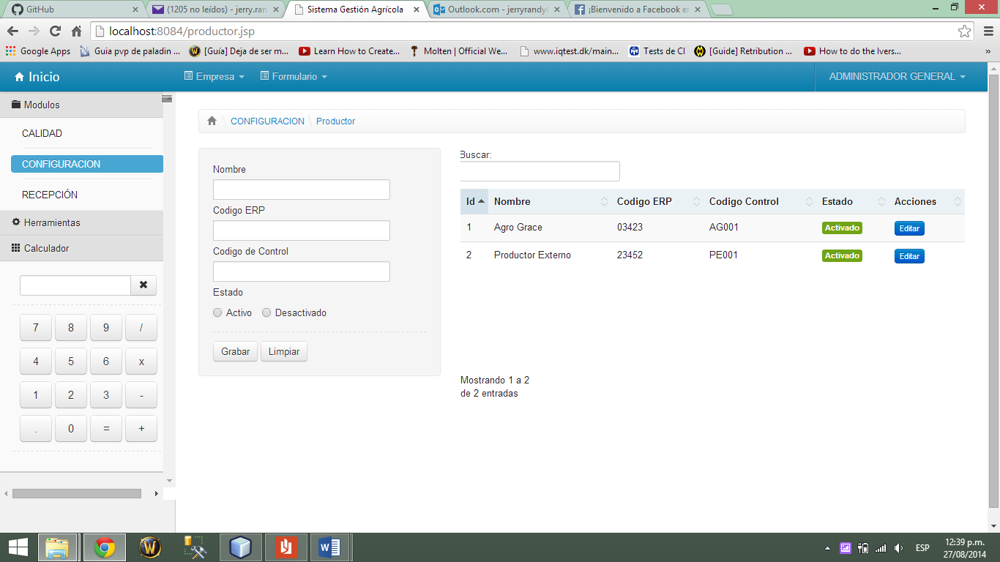 GitHub
(1205 no leídos) - jerry.ran
Sistema Gestión Agrícola
Outlook.com - jerryrandy
¡Bienvenido a Facebook e
localhost:8084/productor.jsp
Google Apps
Guia pvp de paladin ...
[Guía] Deja de ser m...
Learn How to Create...
Molten | Official We...
www.iqtest.dk/main...
Tests de CI
[Guide] Retribution ...
How to do the Ivers...
»
Inicio
Empresa
Formulario
ADMINISTRADOR GENERAL
Modulos
CALIDAD
CONFIGURACION
RECEPCIÓN
Herramientas
Calculador
7 8 9 /
4 5 6 x
1 2 3 -
. 0 = +
CONFIGURACION \ Productor
Nombre
Codigo ERP
Codigo de Control
Estado
Activo Desactivado
Grabar Limpiar
Buscar:
Id Nombre Codigo ERP Codigo Control Estado Acciones
1 Agro Grace 03423 AG001 Activado Editar
2 Productor Externo 23452 PE001 Activado Editar
Mostrando 1 a 2
de 2 entradas
ESP
12:39 p.m.
27/08/2014